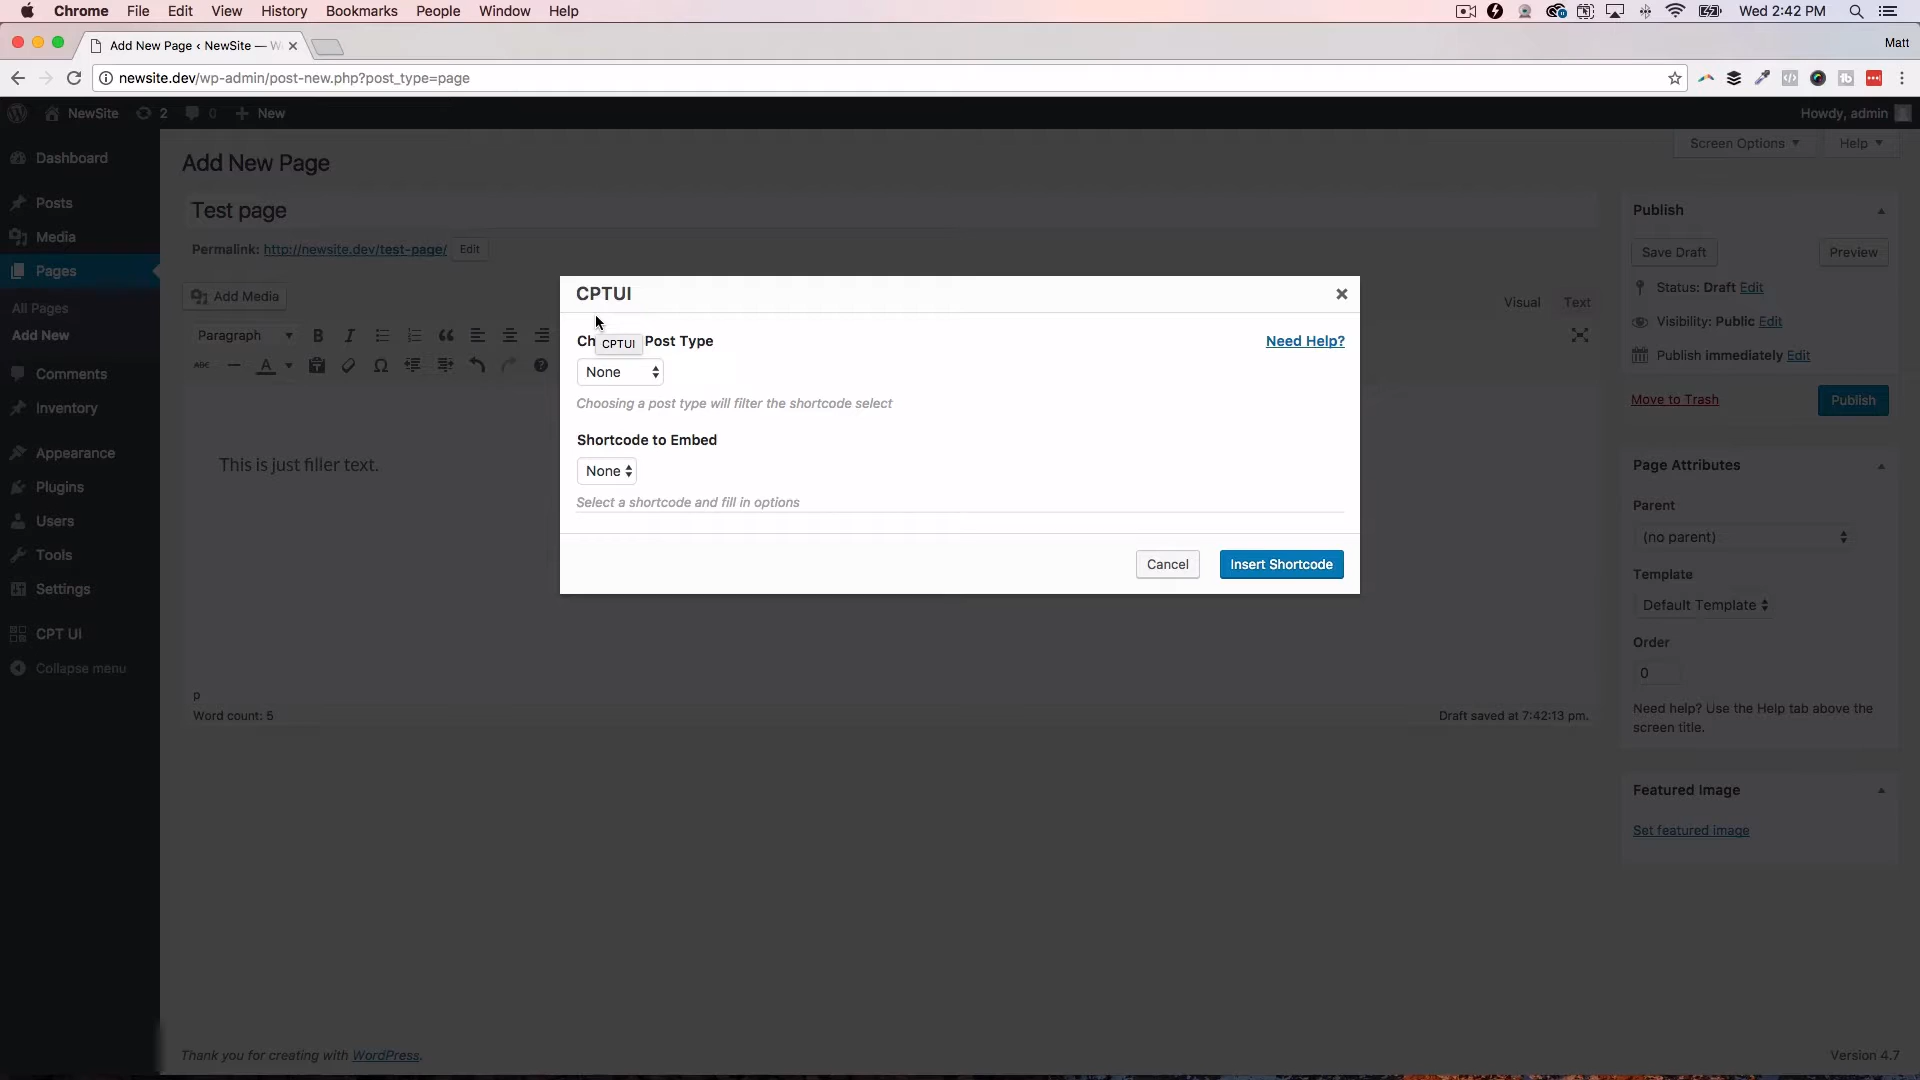 Chrome File Edit View History Bookmarks People Window Help Wed 2:42 PM
Add New Page ‹ NewSite — W
Matt
newsite.dev/wp-admin/post-new.php?post_type=page
NewSite 2 0 New Howdy, admin
Dashboard
Posts
Media
Pages
All Pages
Add New
Comments
Inventory
Appearance
Plugins
Users
Tools
Settings
CPT UI
Collapse menu
Screen Options Help
Add New Page
Test page
Permalink: http://newsite.dev/test-page/ Edit
Add Media
Visual Text
Paragraph B I
ABC A
This is just filler text.
p
Word count: 5 Draft saved at 7:42:13 pm.
CPTUI
Ch Post Type Need Help?
CPTUI
None
Choosing a post type will filter the shortcode select
Shortcode to Embed
None
Select a shortcode and fill in options
Cancel Insert Shortcode
Publish
Save Draft Preview
Status: Draft Edit
Visibility: Public Edit
Publish immediately Edit
Move to Trash Publish
Page Attributes
Parent
(no parent)
Template
Default Template
Order
0
Need help? Use the Help tab above the
screen title.
Featured Image
Set featured image
Thank you for creating with WordPress. Version 4.7